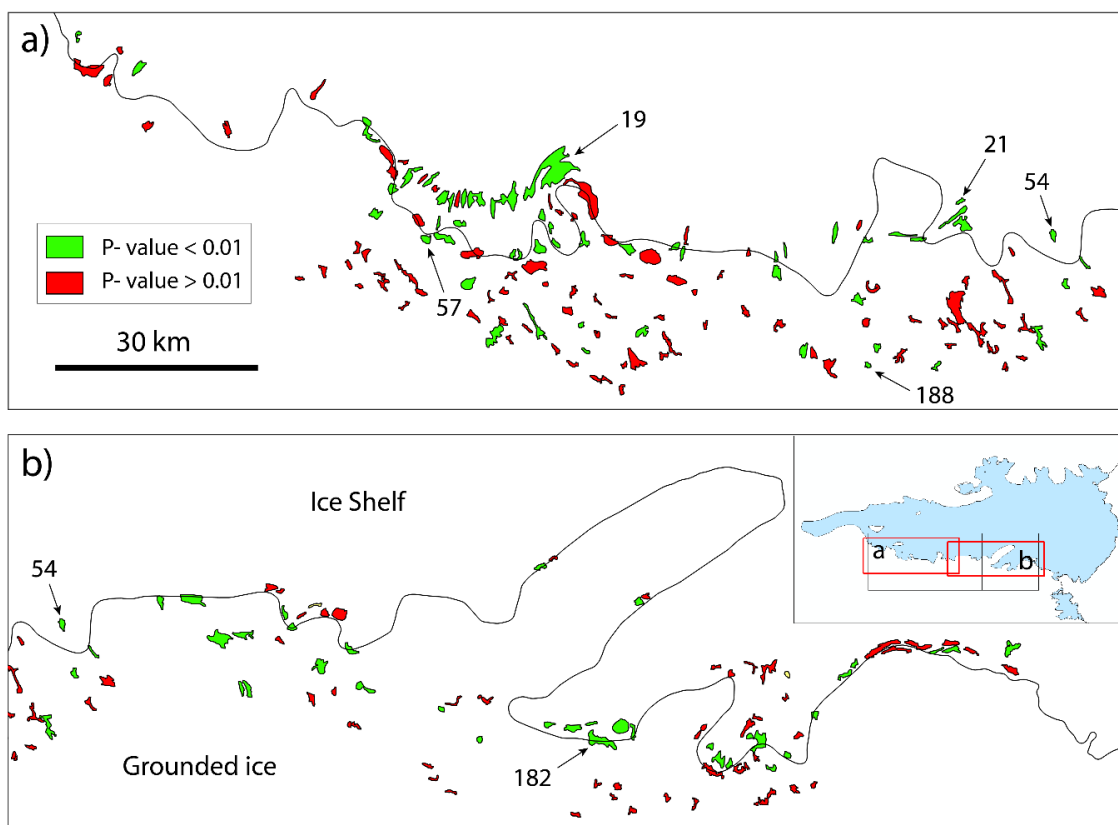 a)
19
21
54
P- value < 0.01
P- value > 0.01
57
30 km
188
b)
Ice Shelf
54
a
b
Grounded ice
182